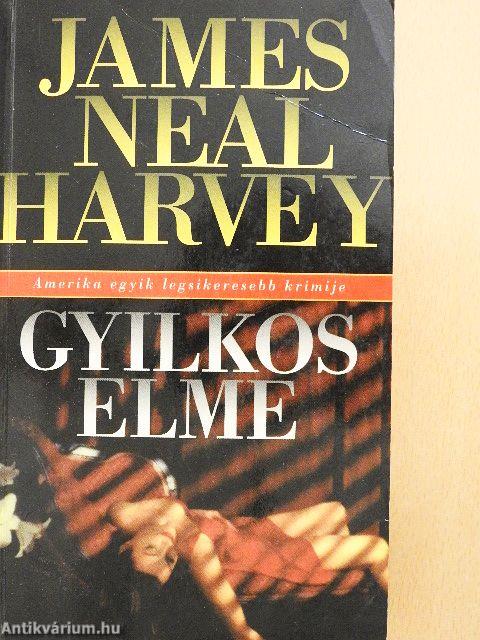 JAMES
NEAL
HARVEY
Amerika egyik legsikeresebb krimije
GYILKOS
ELME
Antikvárium.hu